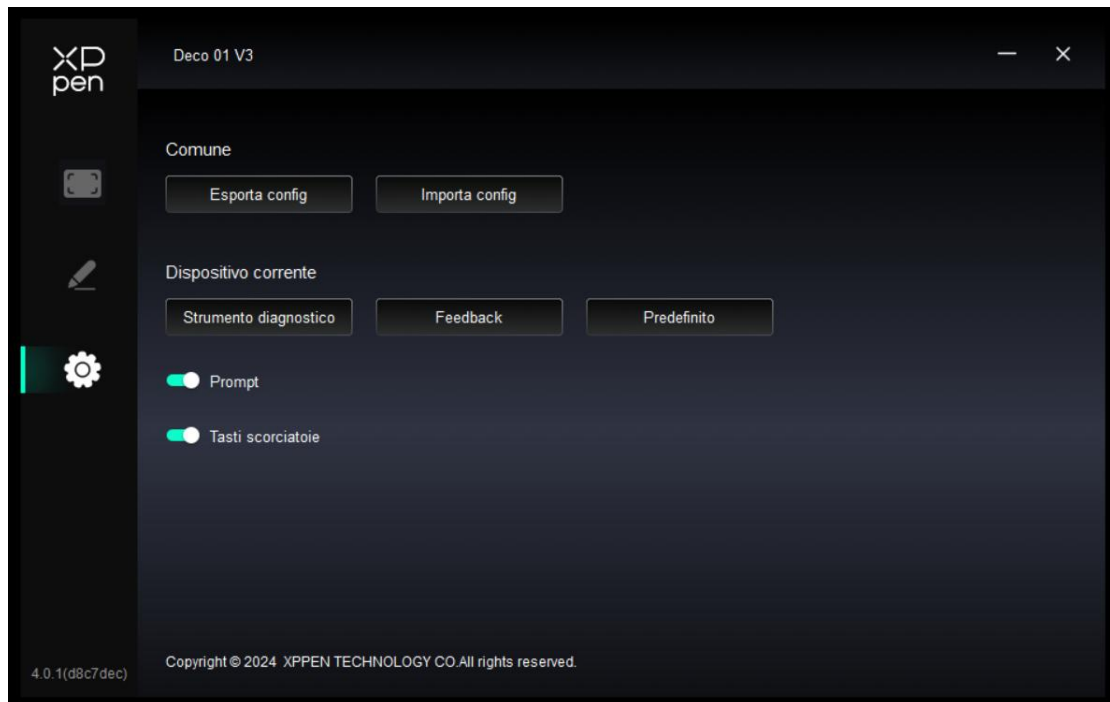 XP
pen
Deco 01 V3
Comune
Esporta config
Importa config
Dispositivo corrente
Strumento diagnostico
Feedback
Predefinito
Prompt
Tasti scorciatoie
4.0.1(d8c7dec)
Copyright © 2024 XPPEN TECHNOLOGY CO.All rights reserved.